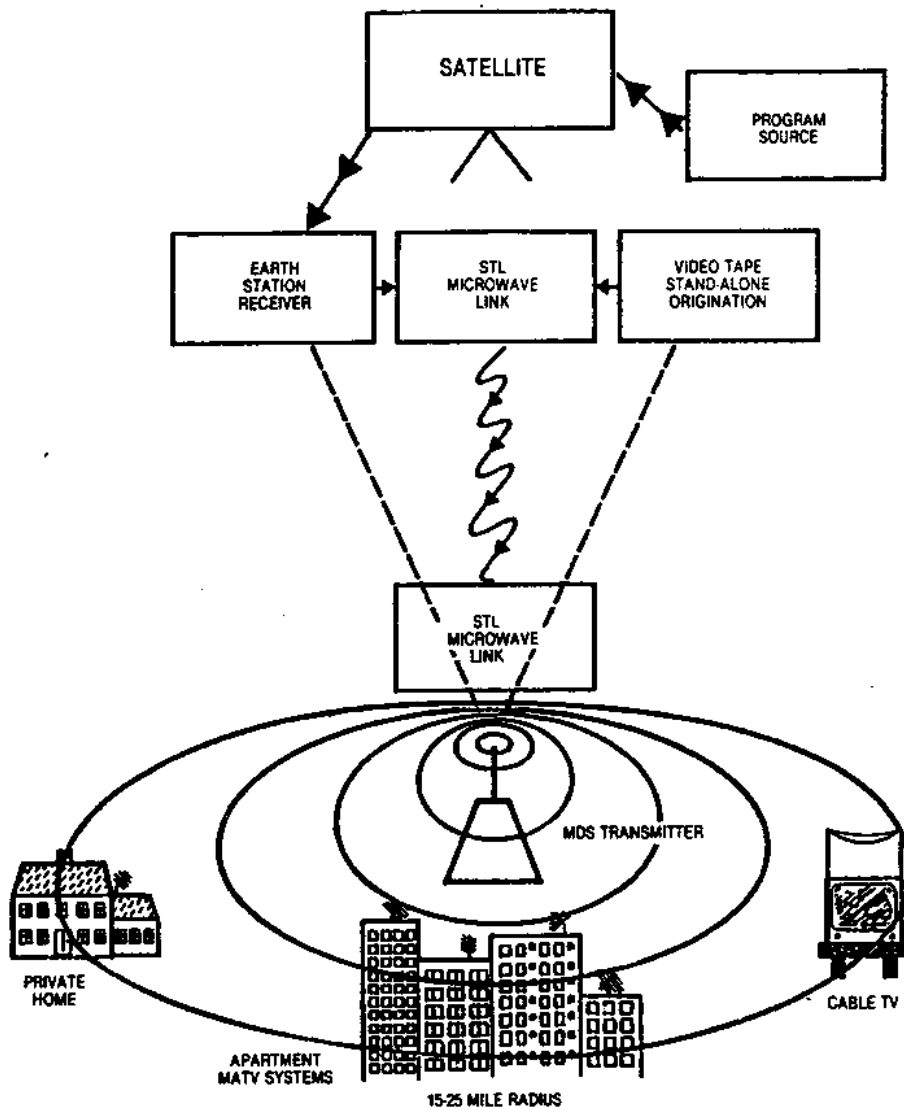 SATELLITE
PROGRAM
SOURCE
EARTH
STATION
RECEIVER
STL
MICROWAVE
LINK
VIDEO TAPE
STAND-ALONE
ORIGINATION
STL
MICROWAVE
LINK
MDS TRANSMITTER
PRIVATE
HOME
CABLE TV
APARTMENT
MATV SYSTEMS
15-25 MILE RADIUS